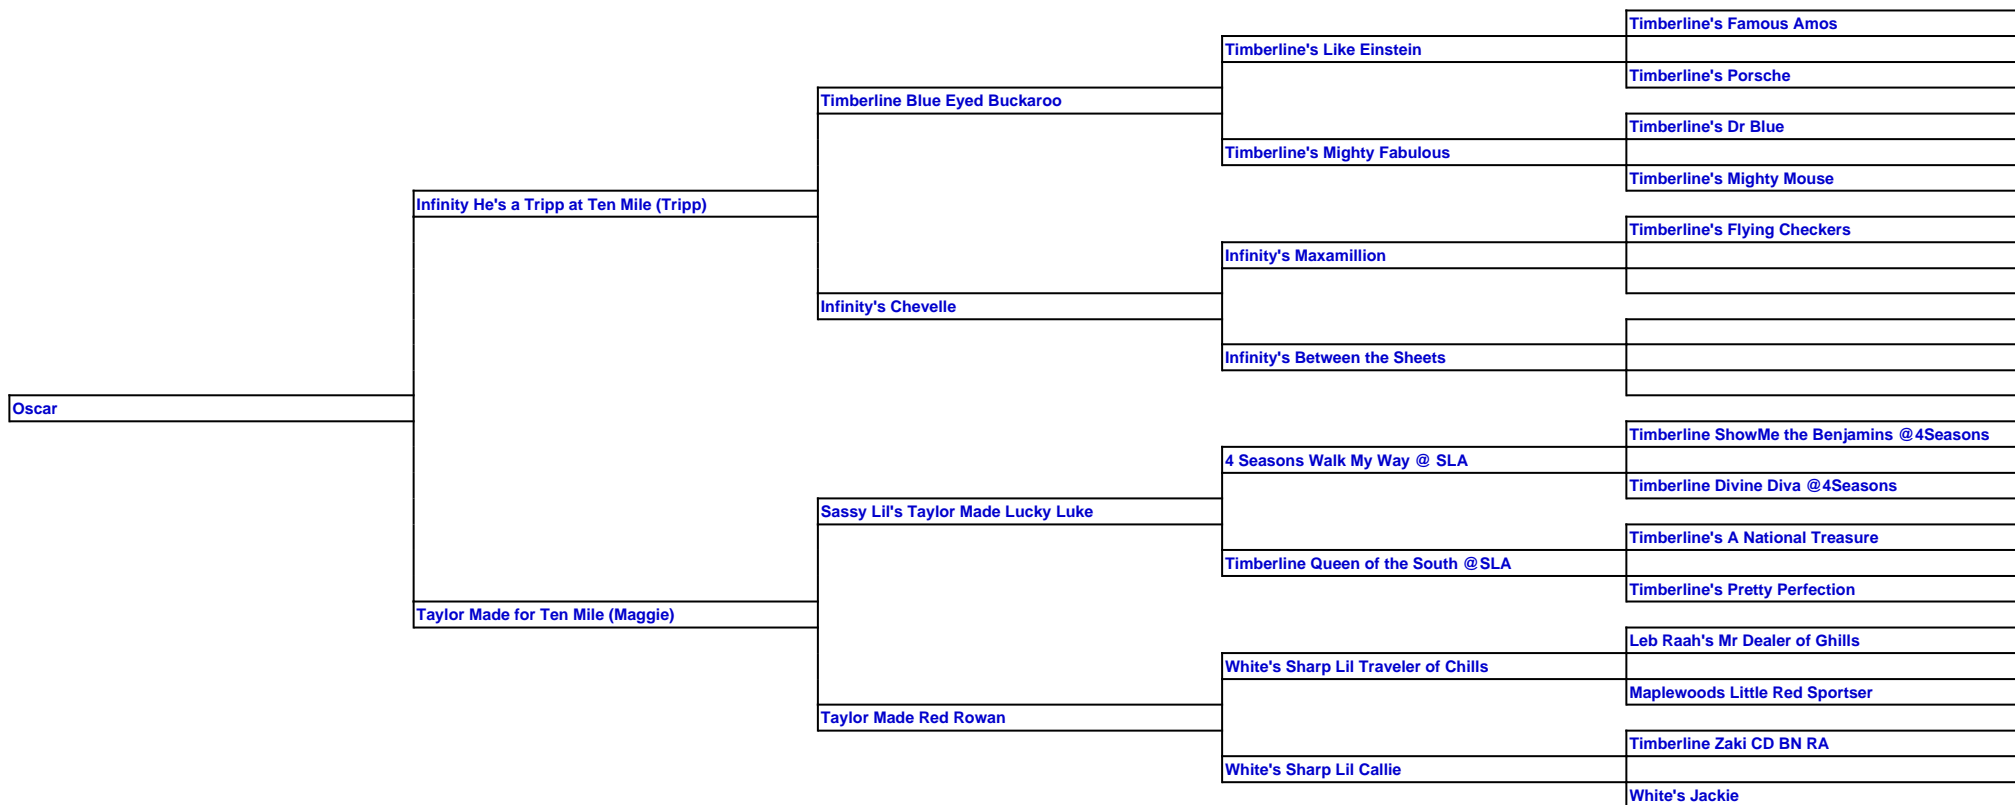 Timberline's Famous Amos
Timberline's Like Einstein
Timberline's Porsche
Timberline Blue Eyed Buckaroo
Timberline's Dr Blue
Timberline's Mighty Fabulous
Timberline's Mighty Mouse
Infinity He's a Tripp at Ten Mile (Tripp)
Timberline's Flying Checkers
Infinity's Maxamillion
Infinity's Chevelle
Infinity's Between the Sheets
Oscar
Timberline ShowMe the Benjamins @4Seasons
4 Seasons Walk My Way @ SLA
Timberline Divine Diva @4Seasons
Sassy Lil's Taylor Made Lucky Luke
Timberline's A National Treasure
Timberline Queen of the South @SLA
Timberline's Pretty Perfection
Taylor Made for Ten Mile (Maggie)
Leb Raah's Mr Dealer of Ghills
White's Sharp Lil Traveler of Chills
Maplewoods Little Red Sportser
Taylor Made Red Rowan
Timberline Zaki CD BN RA
White's Sharp Lil Callie
White's Jackie